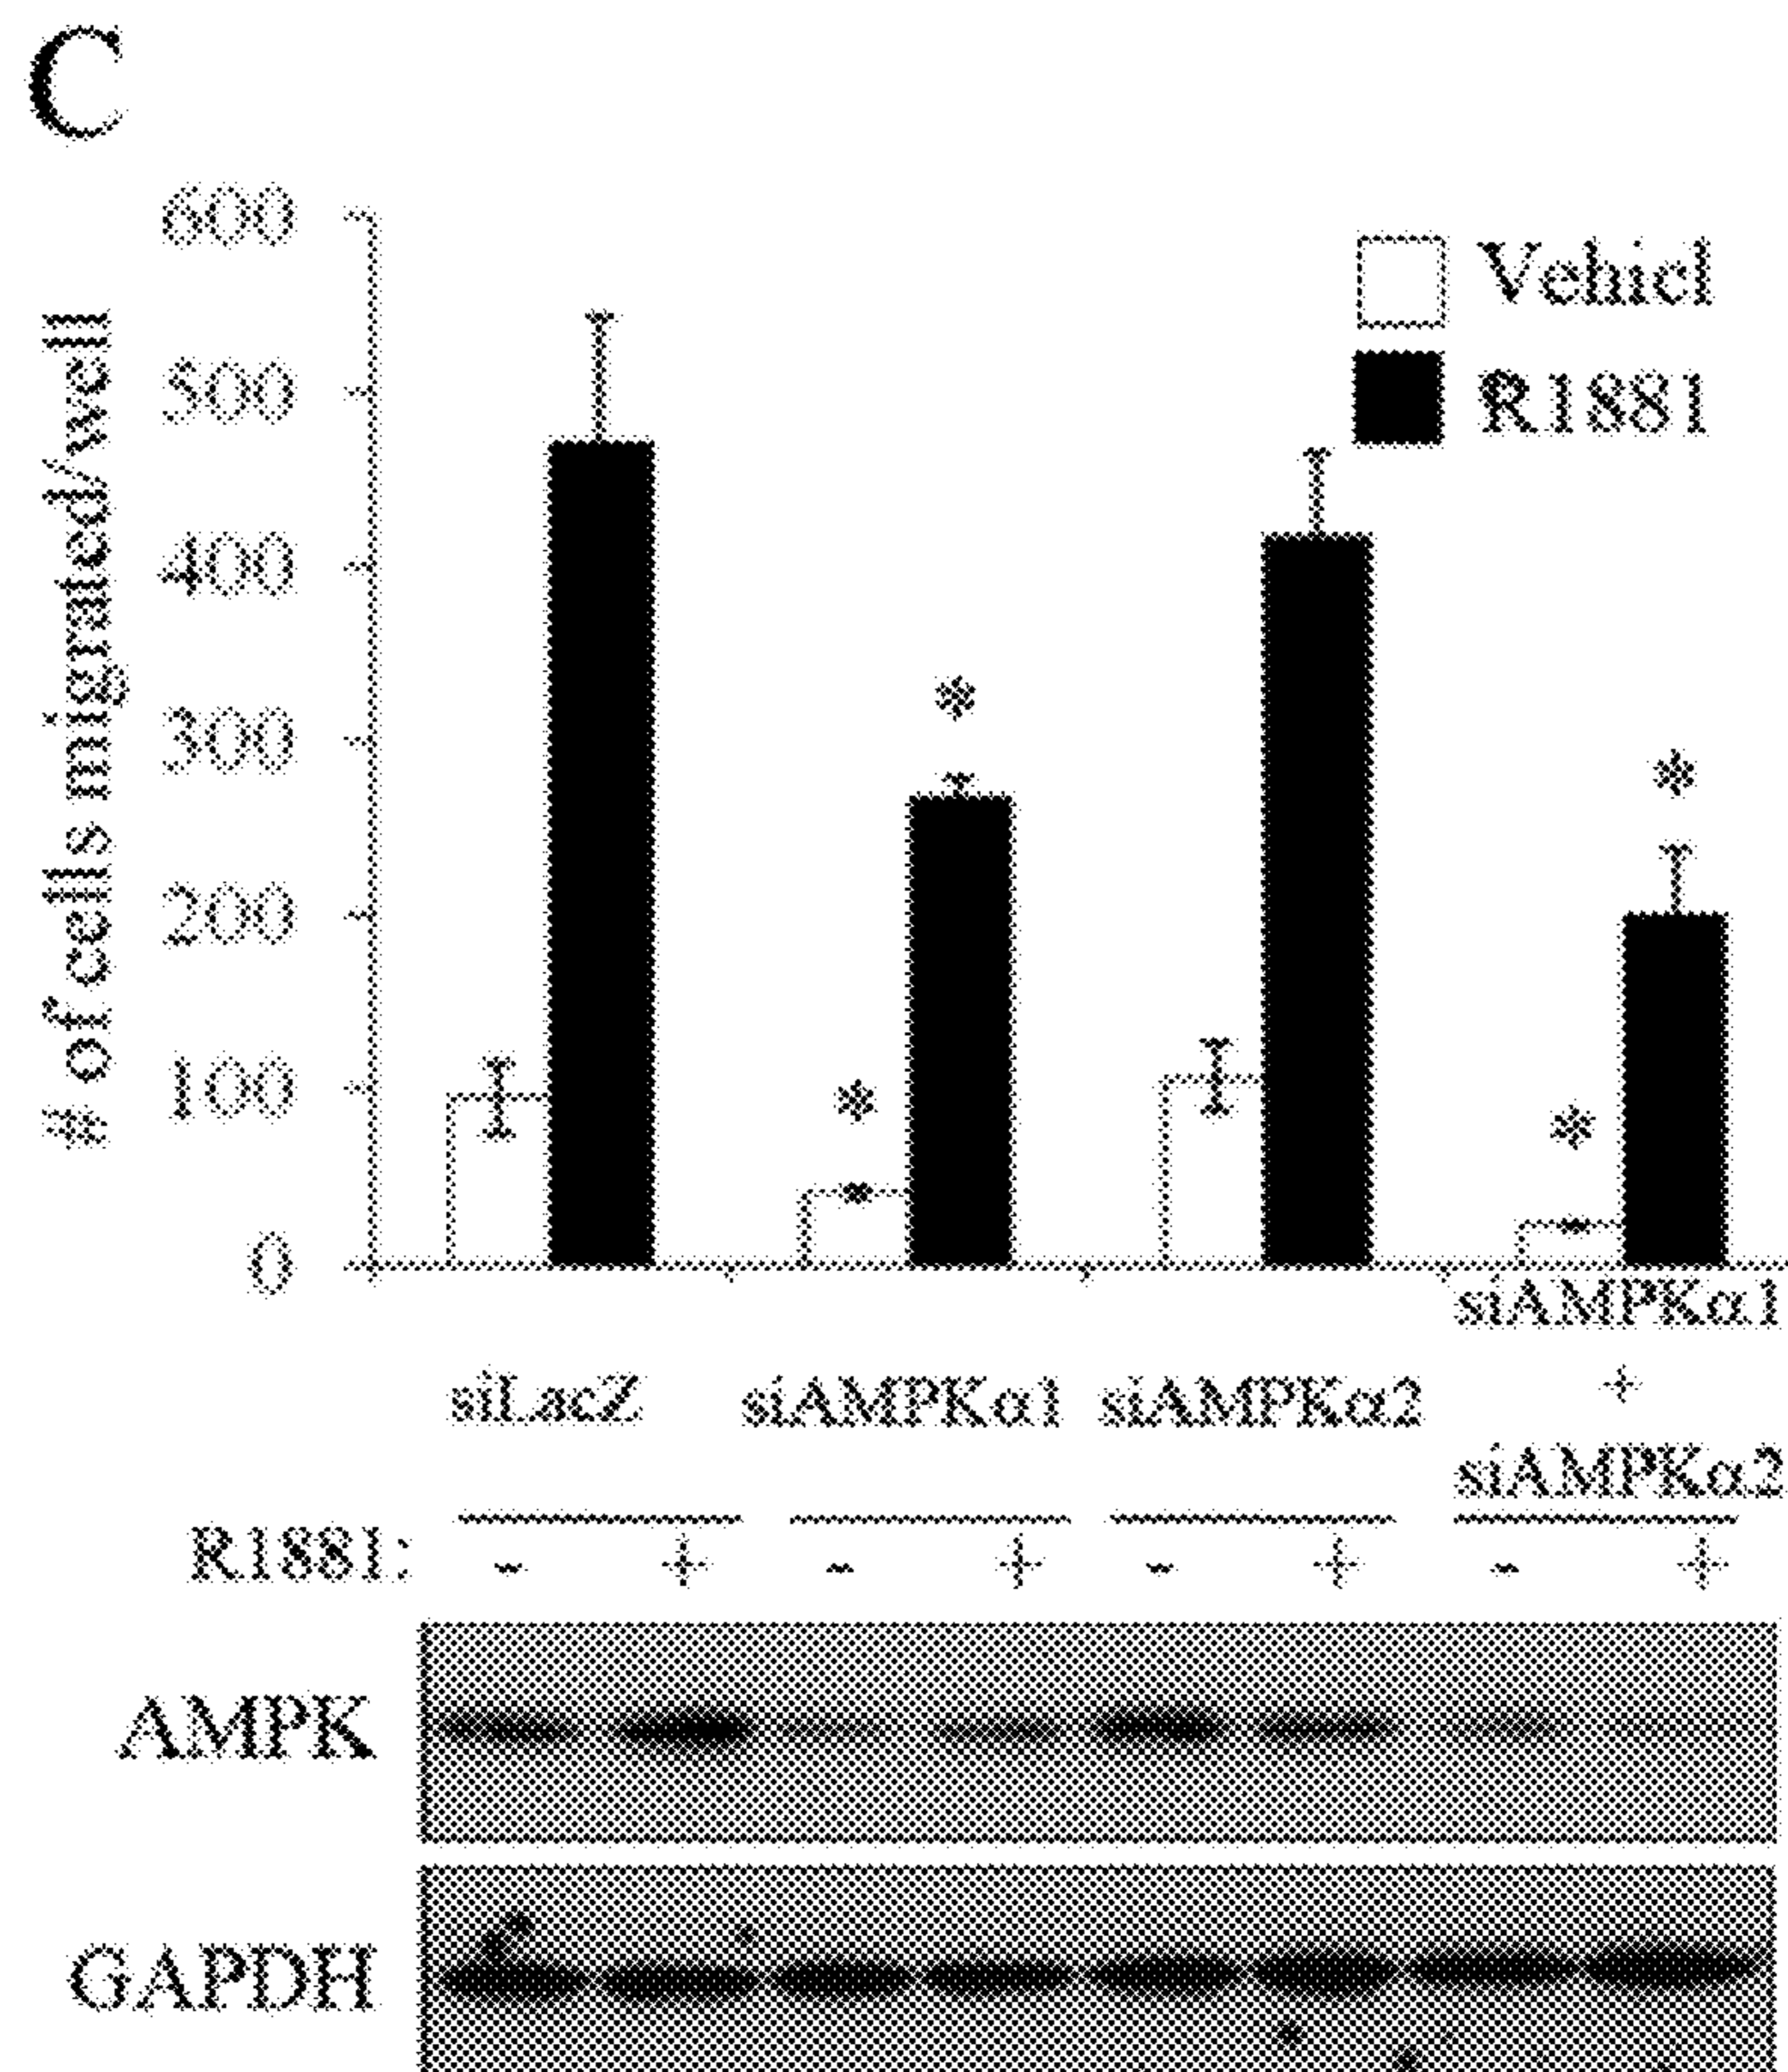 C
600
500
400
300
200
100
0
# of cells migrated/well
Vehicl
R1881
*
*
*
*
siLacZ
siAMPKα1
siAMPKα2
siAMPKα1
+
siAMPKα2
R1881: - + - + - + - +
AMPK
GAPDH